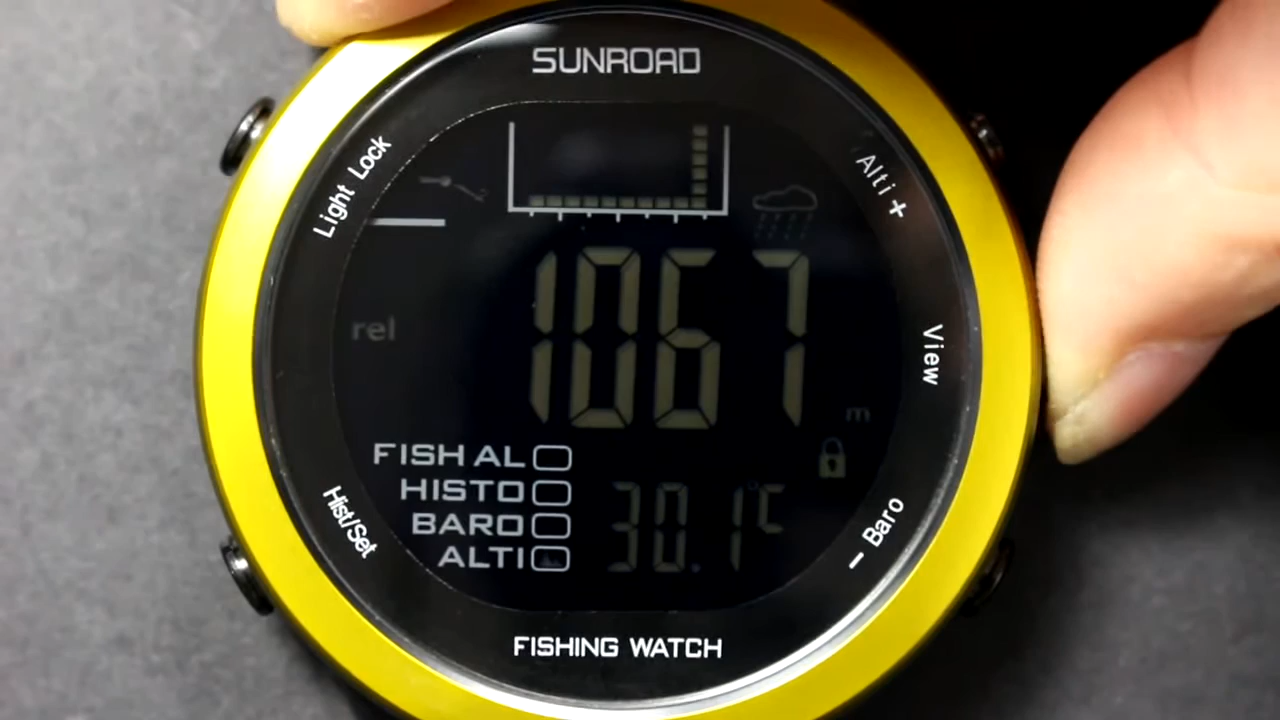 SUNROAD
Light Lock
Alti +
rel
1067
m
View
FISH AL
HISTO
BARO
ALTI
30.1°C
Hist/Set
– Baro
FISHING WATCH